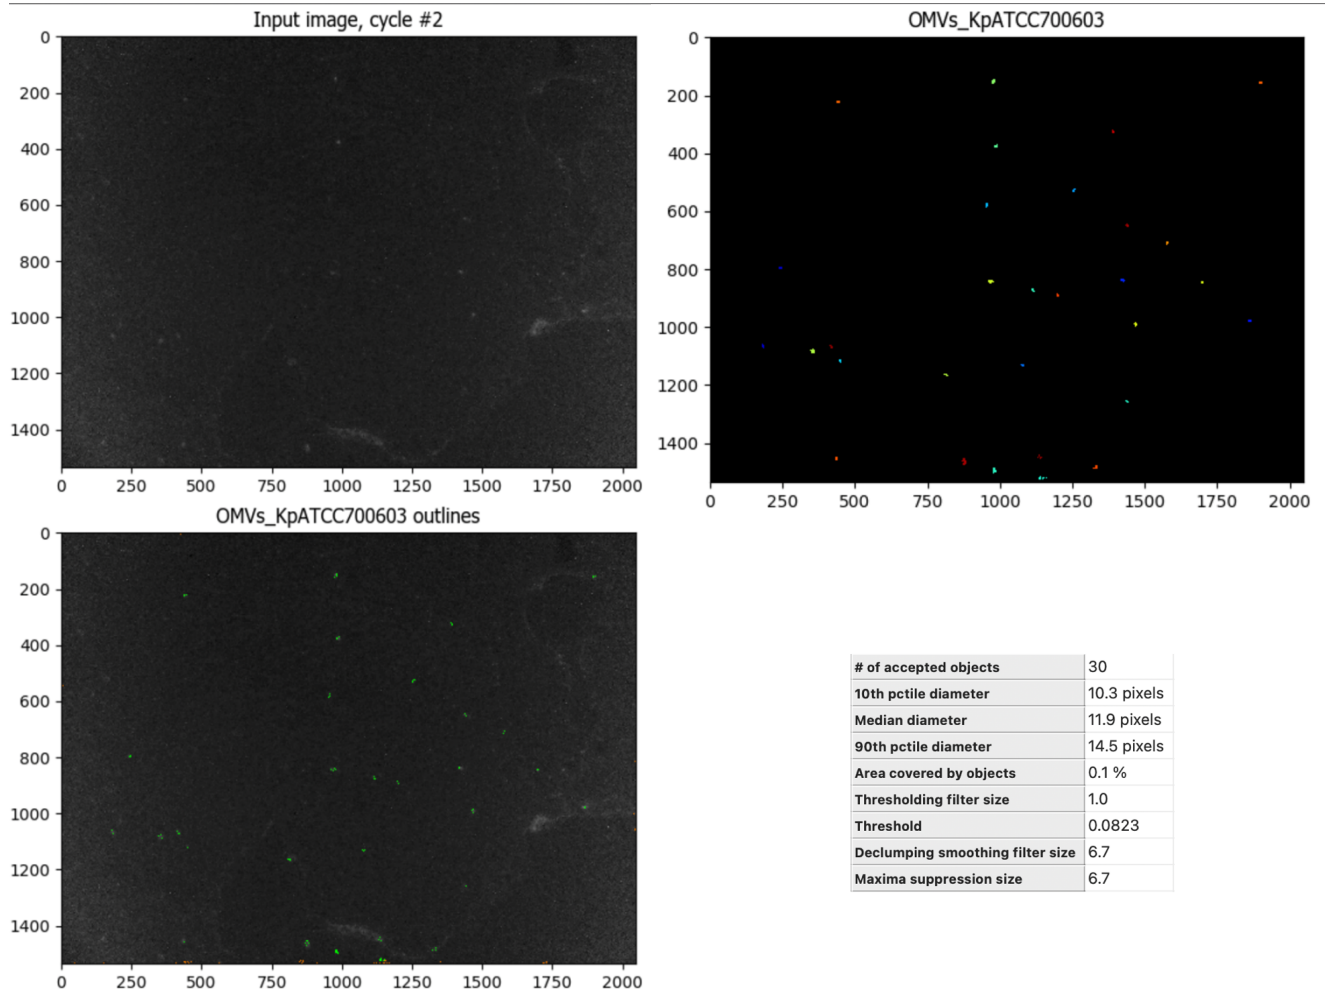 Input image, cycle #2
0
200
400
600
800
1000
1200
1400
0 250 500 750 1000 1250 1500 1750 2000
OMVs_KpATCC700603
0
200
400
600
800
1000
1200
1400
0 250 500 750 1000 1250 1500 1750 2000
OMVs_KpATCC700603 outlines
0
200
400
600
800
1000
1200
1400
0 250 500 750 1000 1250 1500 1750 2000
# of accepted objects 30
10th pctile diameter 10.3 pixels
Median diameter 11.9 pixels
90th pctile diameter 14.5 pixels
Area covered by objects 0.1 %
Thresholding filter size 1.0
Threshold 0.0823
Declumping smoothing filter size 6.7
Maxima suppression size 6.7